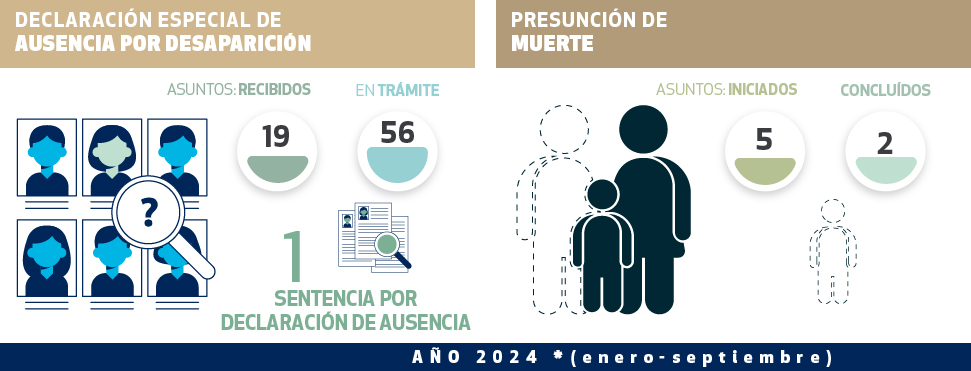 DECLARACIÓN ESPECIAL DE
AUSENCIA POR DESAPARICIÓN
ASUNTOS: RECIBIDOS
EN TRÁMITE
19
56
?
1
SENTENCIA POR
DECLARACIÓN DE AUSENCIA
PRESUNCIÓN DE
MUERTE
ASUNTOS: INICIADOS
CONCLUÍDOS
5
2
AÑO 2024 *(enero-septiembre)